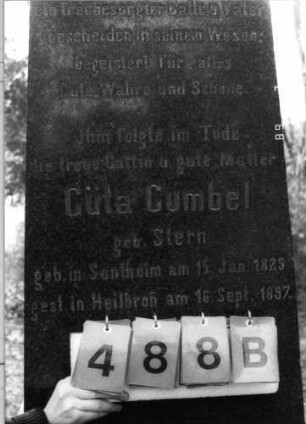 ein treubesorgter Gatte u. Vater
bescheiden in seinem Wesen,
begeistert für alles
Gute, Wahre und Schöne.
Ihm folgte im Tode
die treue Gattin u. gute Mutter
Güta Gumbel
geb. Stern
geb. in Sontheim am 15. Jan. 1823
gest. in Heilbron am 16. Sept. 1897.
488B